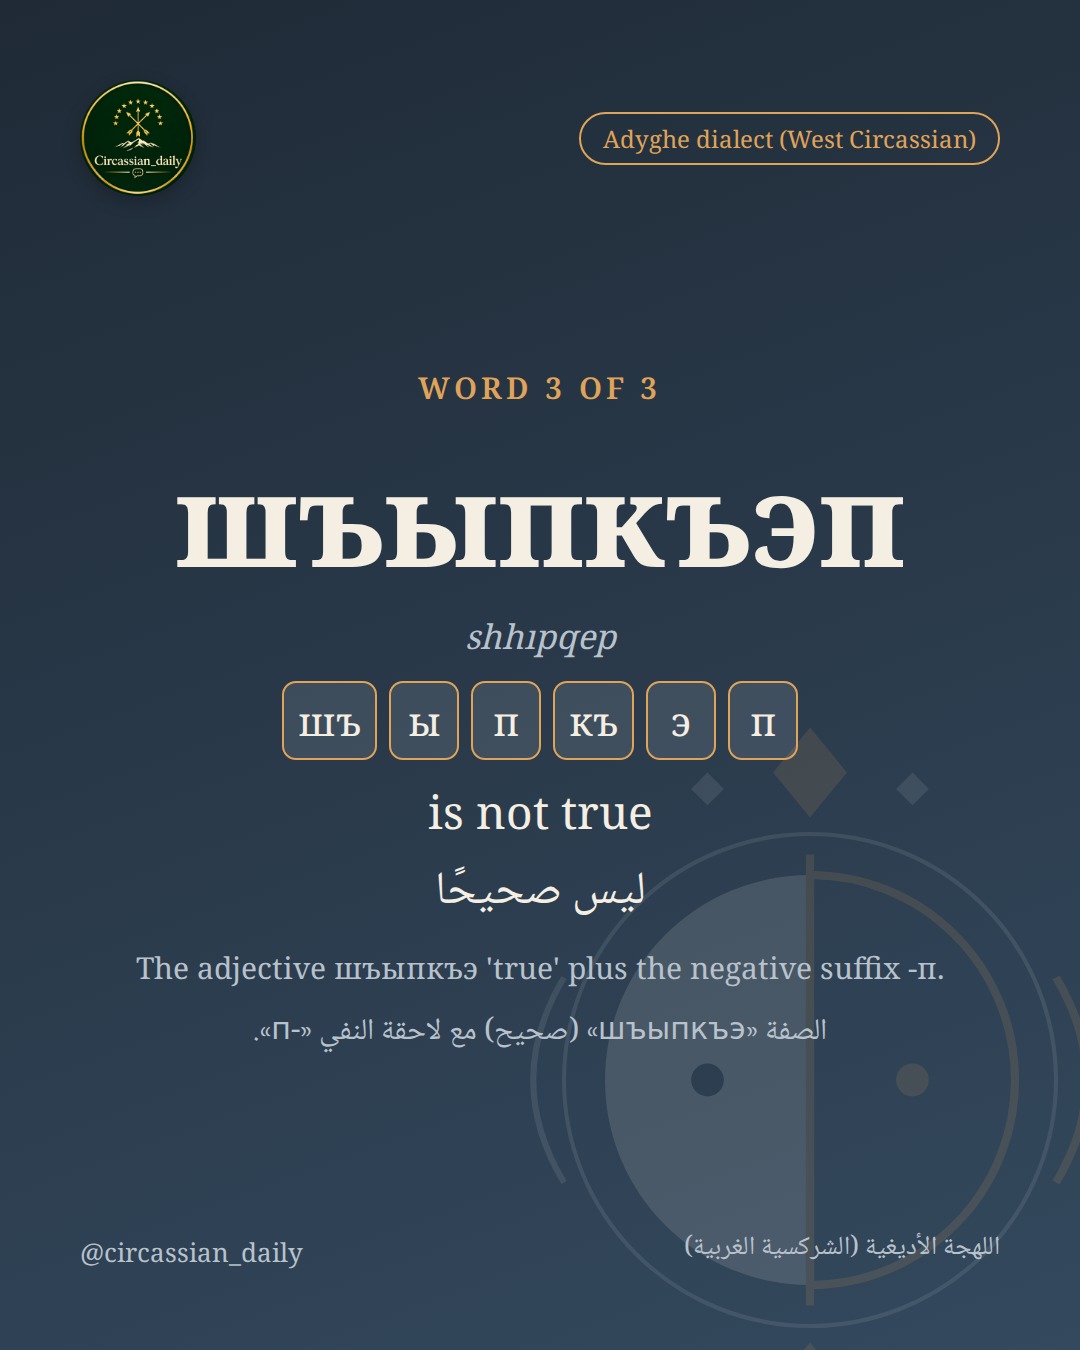 Circassian_daily
Adyghe dialect (West Circassian)
WORD 3 OF 3
шъыпкъэп
shhıpqep
шъ ы п къ э п
is not true
ليس صحيحًا
The adjective шъыпкъэ 'true' plus the negative suffix -п.
الصفة «шъыпкъэ» (صحيح) مع لاحقة النفي «-п».
@circassian_daily
اللهجة الأديغية (الشركسية الغربية)